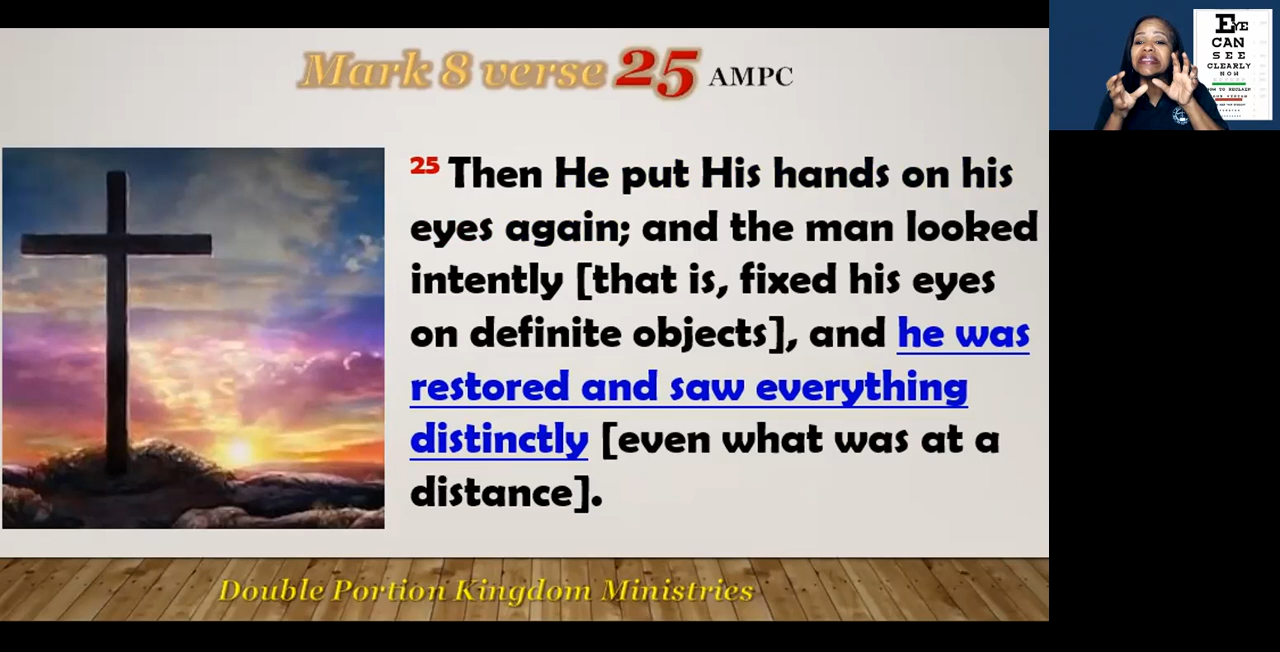 Mark 8 verse 25 AMPC
25 Then He put His hands on his
eyes again; and the man looked
intently [that is, fixed his eyes
on definite objects], and he was
restored and saw everything
distinctly [even what was at a
distance].
Double Portion Kingdom Ministries
EYE
CAN
SEE
CLEARLY
NOW